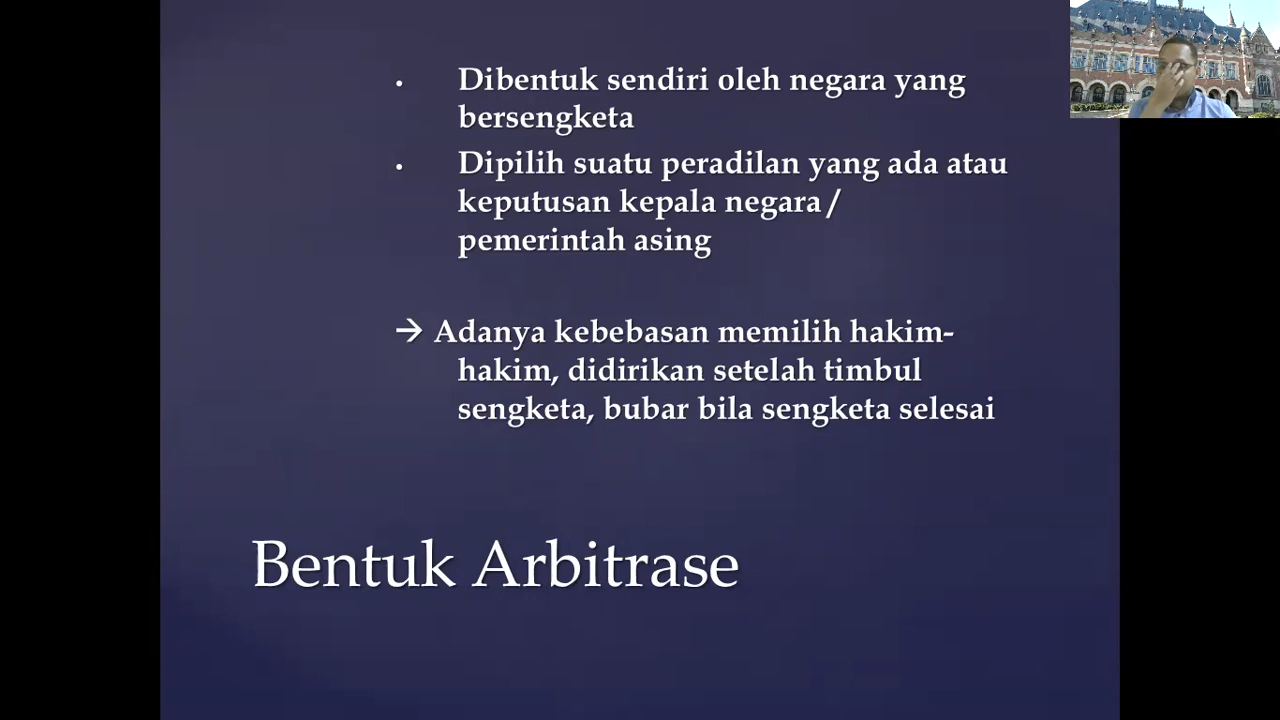 • Dibentuk sendiri oleh negara yang
bersengketa
• Dipilih suatu peradilan yang ada atau
keputusan kepala negara /
pemerintah asing
→ Adanya kebebasan memilih hakim-
hakim, didirikan setelah timbul
sengketa, bubar bila sengketa selesai
Bentuk Arbitrase